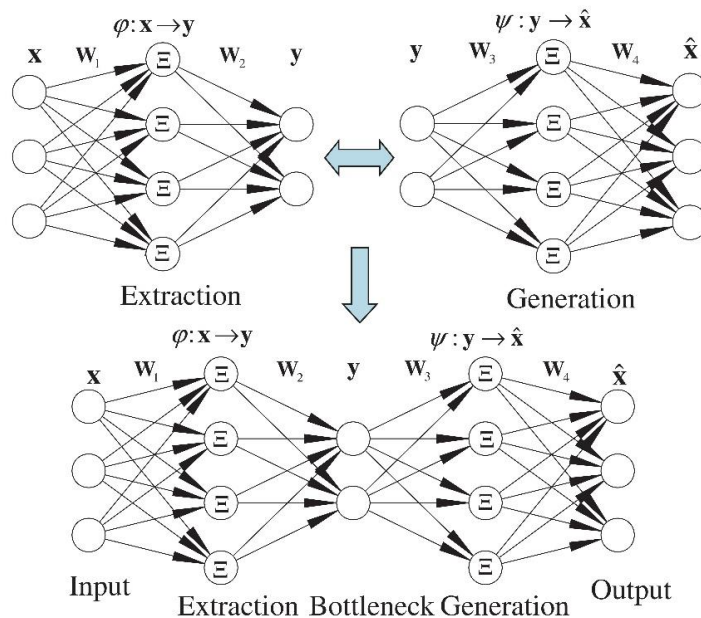 φ: x → y
ψ: y → x̂
x W₁ W₂ y
y W₃ W₄ x̂
Ξ Ξ
Ξ Ξ
Ξ Ξ
Ξ Ξ
Extraction Generation
φ: x → y ψ: y → x̂
x W₁ W₂ y W₃ W₄ x̂
Ξ Ξ
Ξ Ξ
Ξ Ξ
Ξ Ξ
Input Output
Extraction Bottleneck Generation